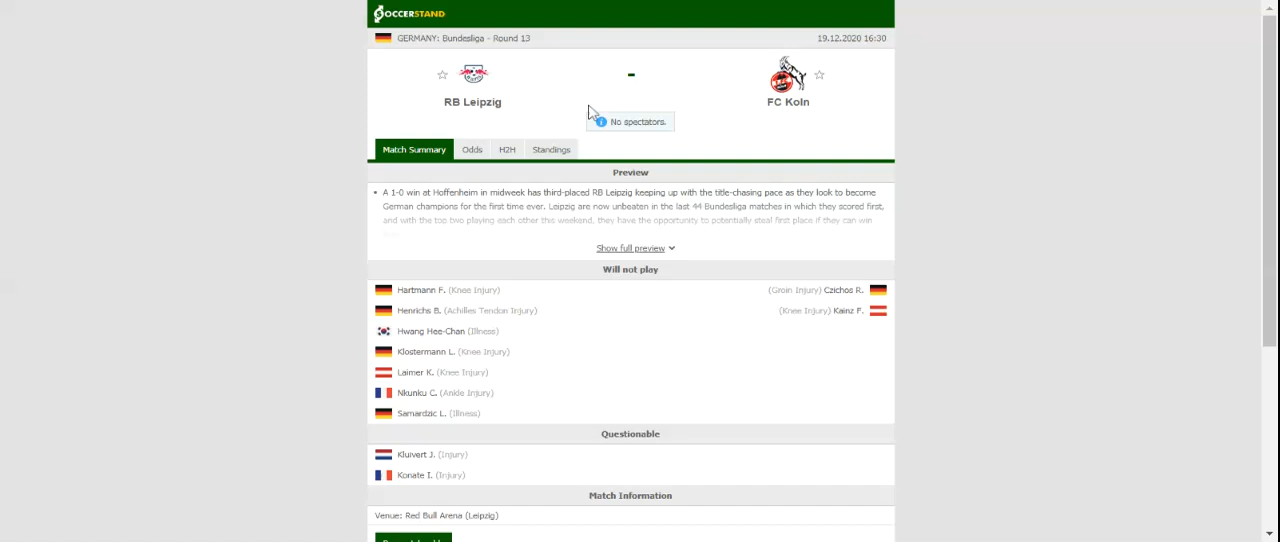 SOCCERSTAND
GERMANY: Bundesliga - Round 13
19.12.2020 16:30
-
RB Leipzig
FC Koln
No spectators.
Match Summary
Odds
H2H
Standings
Preview
A 1-0 win at Hoffenheim in midweek has third-placed RB Leipzig keeping up with the title-chasing pace as they look to become
German champions for the first time ever. Leipzig are now unbeaten in the last 44 Bundesliga matches in which they scored first,
and with the top two playing each other this weekend, they have the opportunity to potentially steal first place if they can win
Show full preview
Will not play
Hartmann F. (Knee Injury)
(Groin Injury) Czichos R.
Henrichs B. (Achilles Tendon Injury)
(Knee Injury) Kainz F.
Hwang Hee-Chan (Illness)
Klostermann L. (Knee Injury)
Laimer K. (Knee Injury)
Nkunku C. (Ankle Injury)
Samardzic L. (Illness)
Questionable
Kluivert J. (Injury)
Konate I. (Injury)
Match Information
Venue: Red Bull Arena (Leipzig)